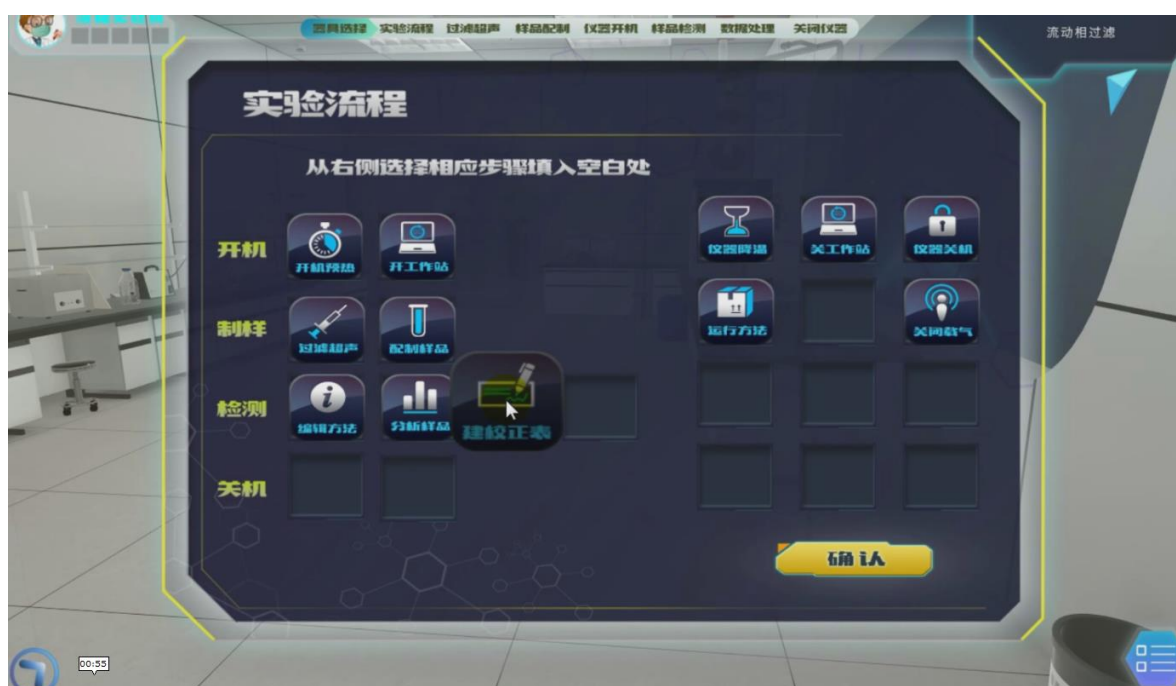 器具选择 实验流程 过滤超声 样品配制 仪器开机 样品检测 数据处理 关闭仪器
流动相过滤
实验流程
从右侧选择相应步骤填入空白处
开机 开机预热 开工作站
仪器降温 关工作站 仪器关机
制样 过滤超声 配制样品
运行方法 关闭载气
检测 编辑方法 分析样品 建校正表
关机
确认
00:55